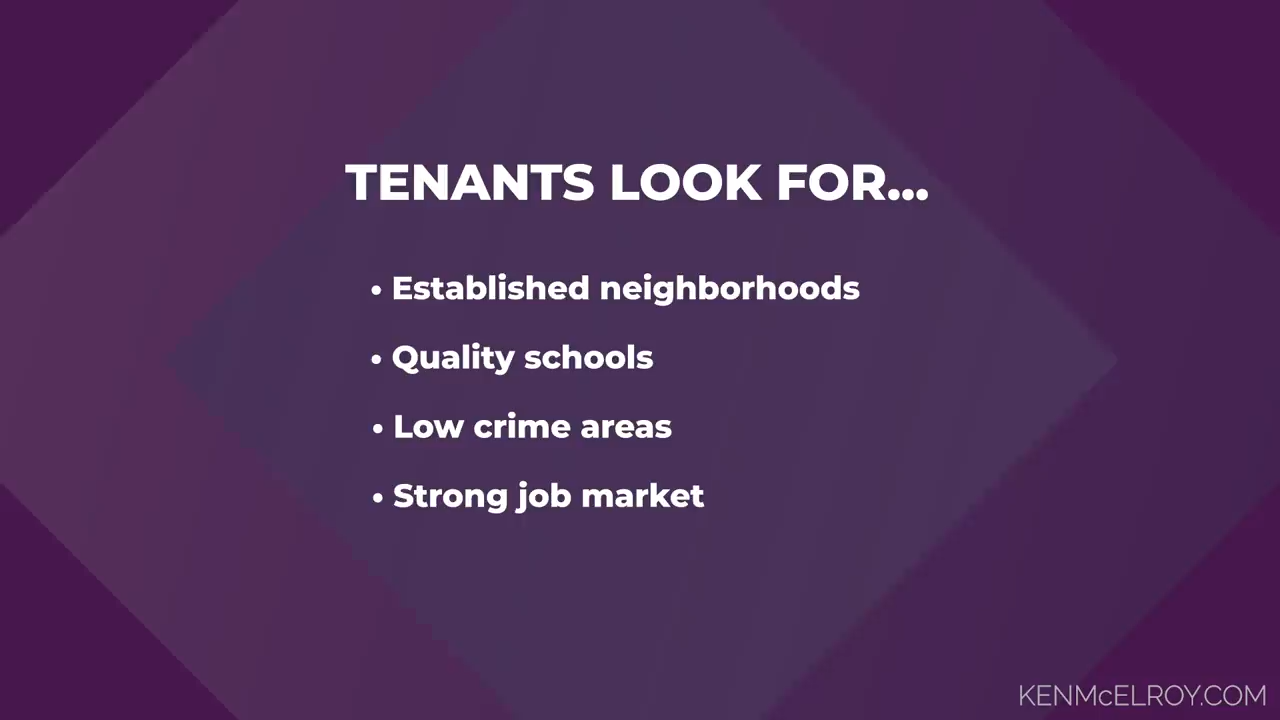 TENANTS LOOK FOR...
• Established neighborhoods
• Quality schools
• Low crime areas
• Strong job market
KENMcELROY.COM